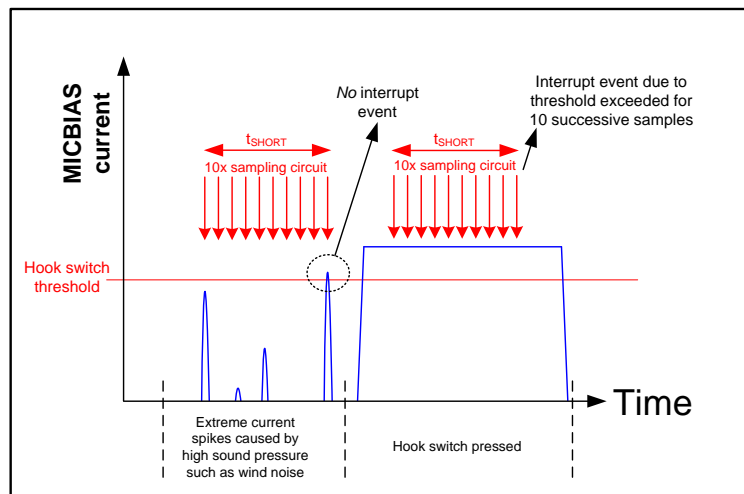 MICBIAS
current
No interrupt
event
Interrupt event due to
threshold exceeded for
10 successive samples
tSHORT
10x sampling circuit
tSHORT
10x sampling circuit
Hook switch
threshold
Time
Extreme current
spikes caused by
high sound pressure
such as wind noise
Hook switch pressed